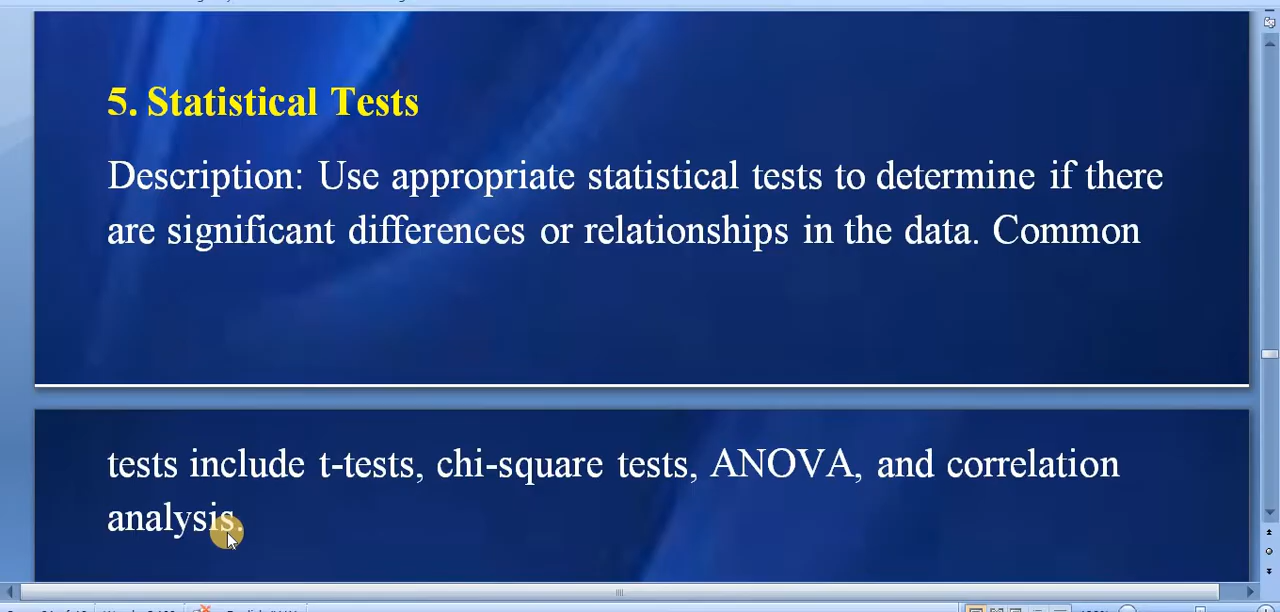 5. Statistical Tests
Description: Use appropriate statistical tests to determine if there
are significant differences or relationships in the data. Common
tests include t-tests, chi-square tests, ANOVA, and correlation
analysis.